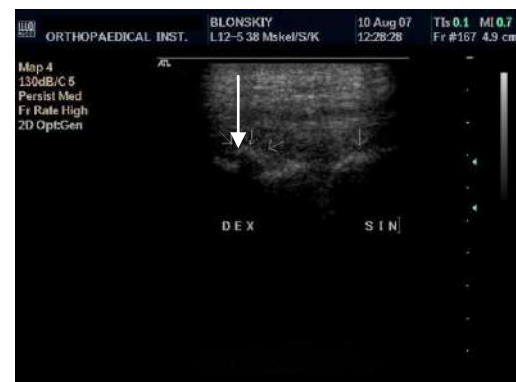 ORTHOPAEDICAL INST.
BLONSKIY
L12-5 38 Mskel/S/K
10 Aug 07
12:28:28
TIs 0.1 MI 0.7
Fr #167 4.9 cm
Map 4
130dB/C 5
Persist Med
Fr Rate High
2D Opt:Gen
ATL
DEX SIN